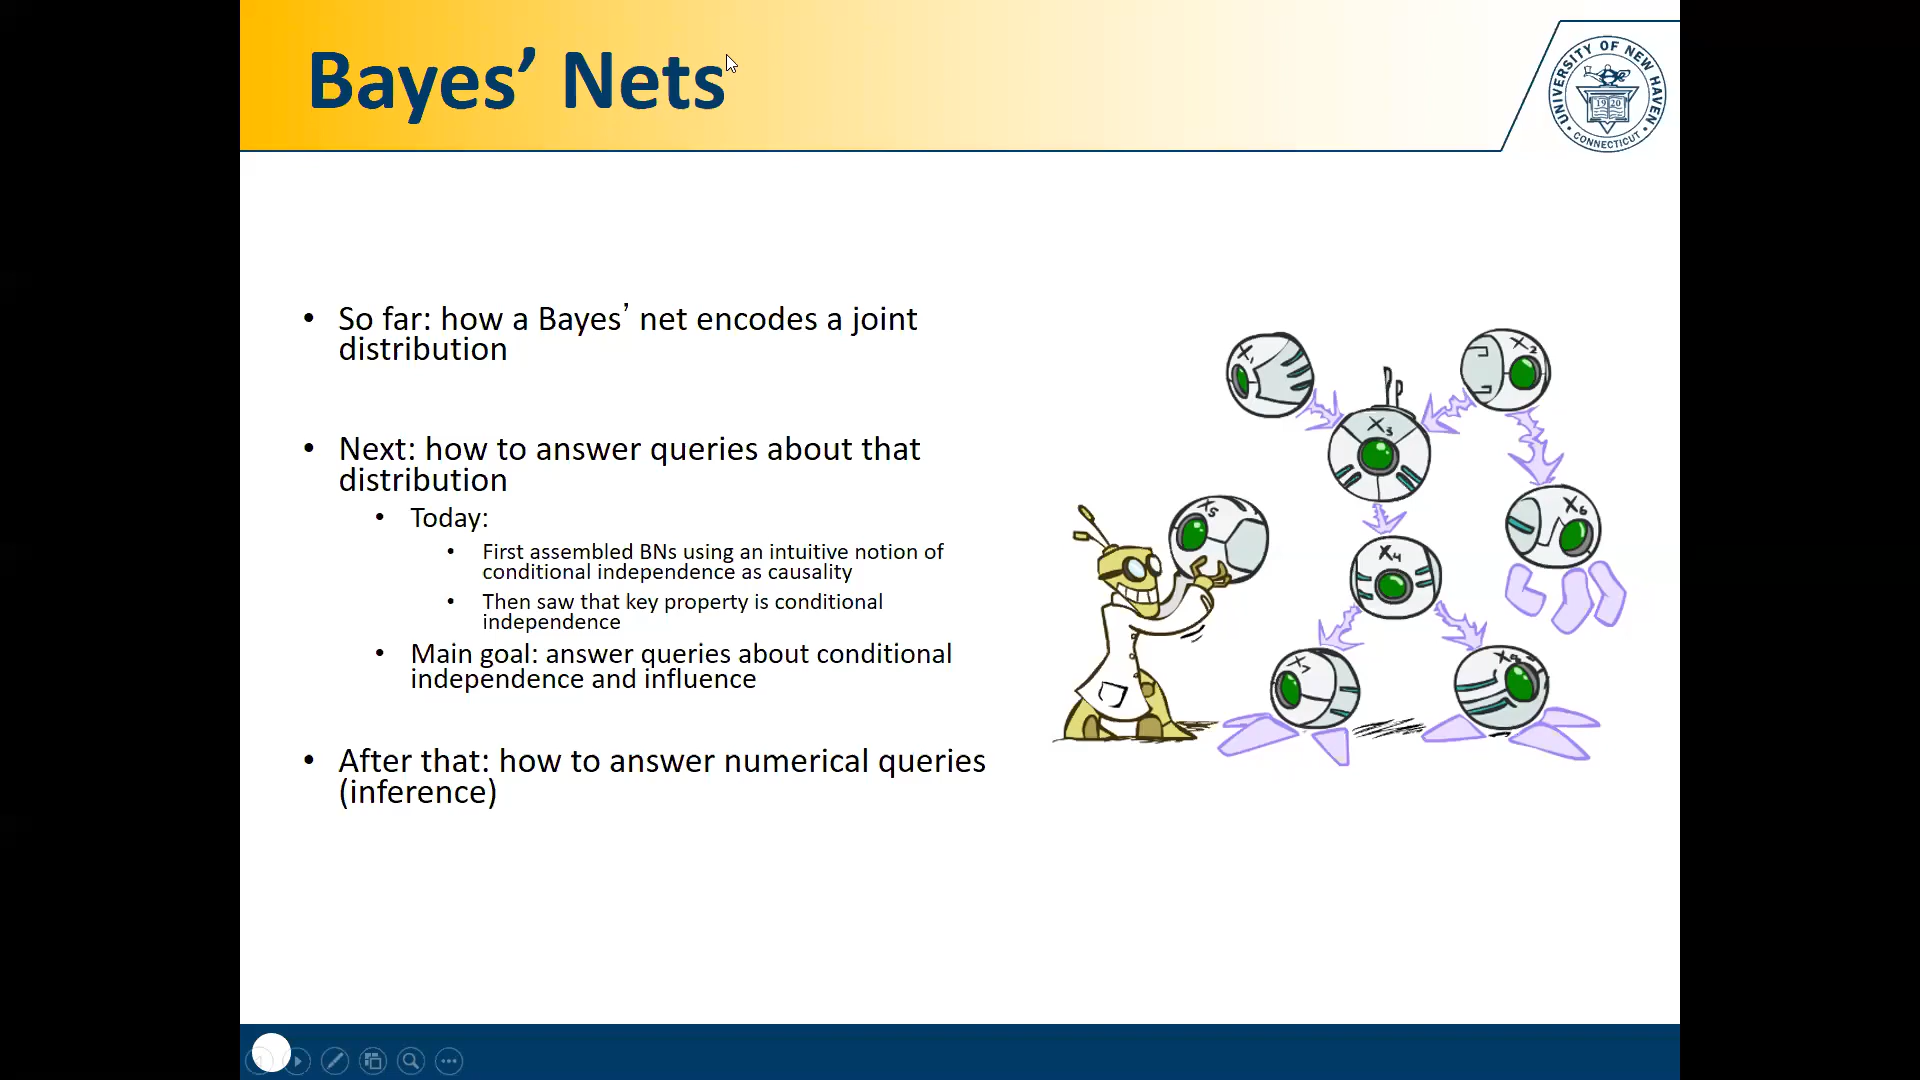 Bayes’ Nets
UNIVERSITY OF NEW HAVEN
1920
CONNECTICUT
• So far: how a Bayes’ net encodes a joint
distribution
• Next: how to answer queries about that
distribution
• Today:
• First assembled BNs using an intuitive notion of
conditional independence as causality
• Then saw that key property is conditional
independence
• Main goal: answer queries about conditional
independence and influence
• After that: how to answer numerical queries
(inference)
X1
X2
X3
X5
X6
X4
X7